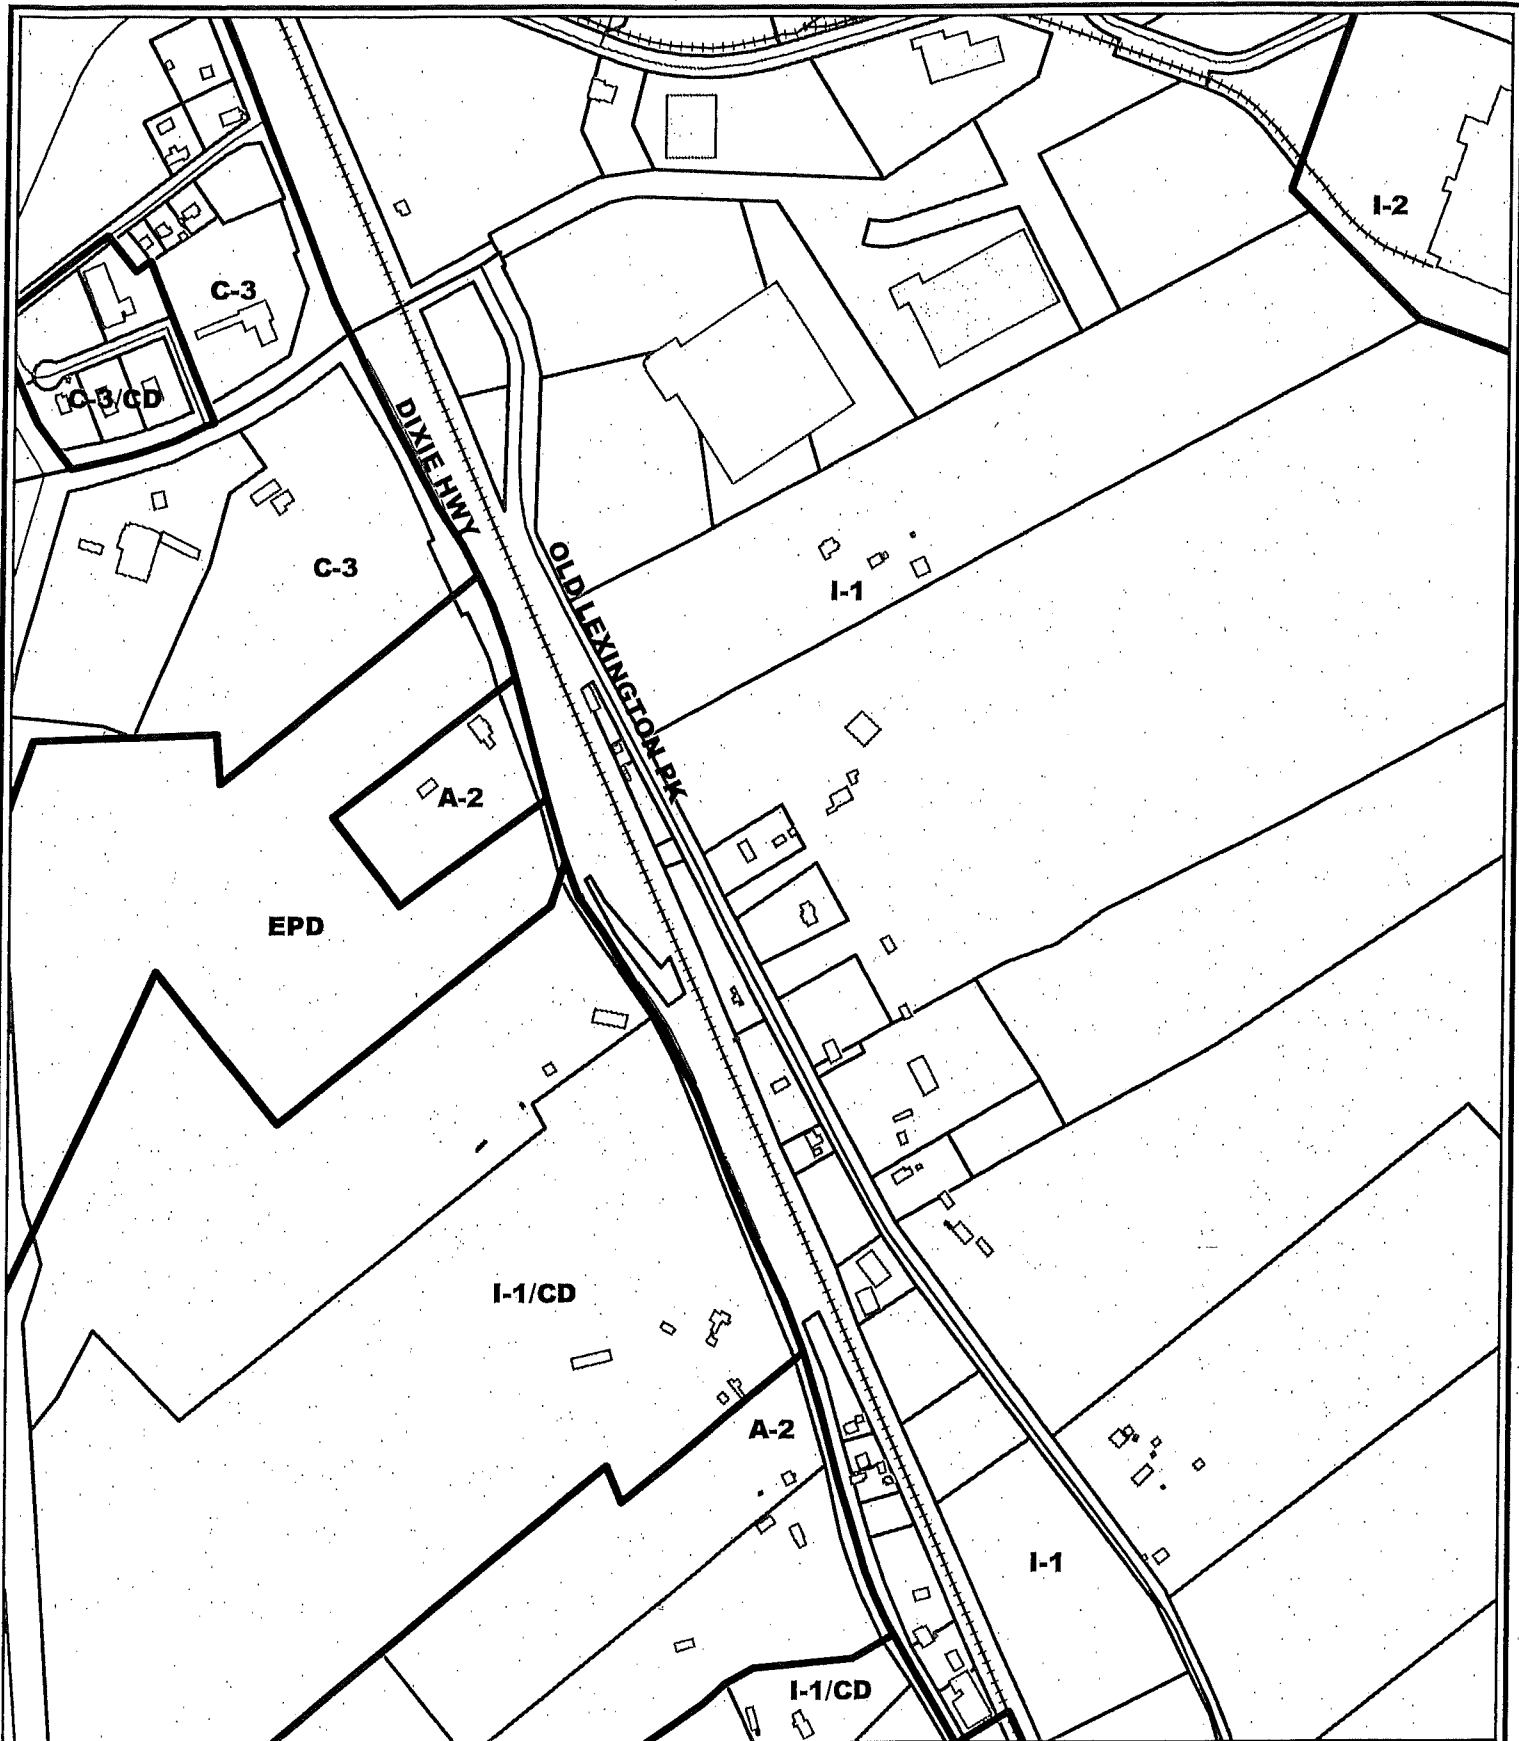 I-2
C-3
C-3/CD
DIXIE HWY
C-3
OLD LEXINGTON PK
I-1
A-2
EPD
I-1/CD
A-2
I-1
I-1/CD